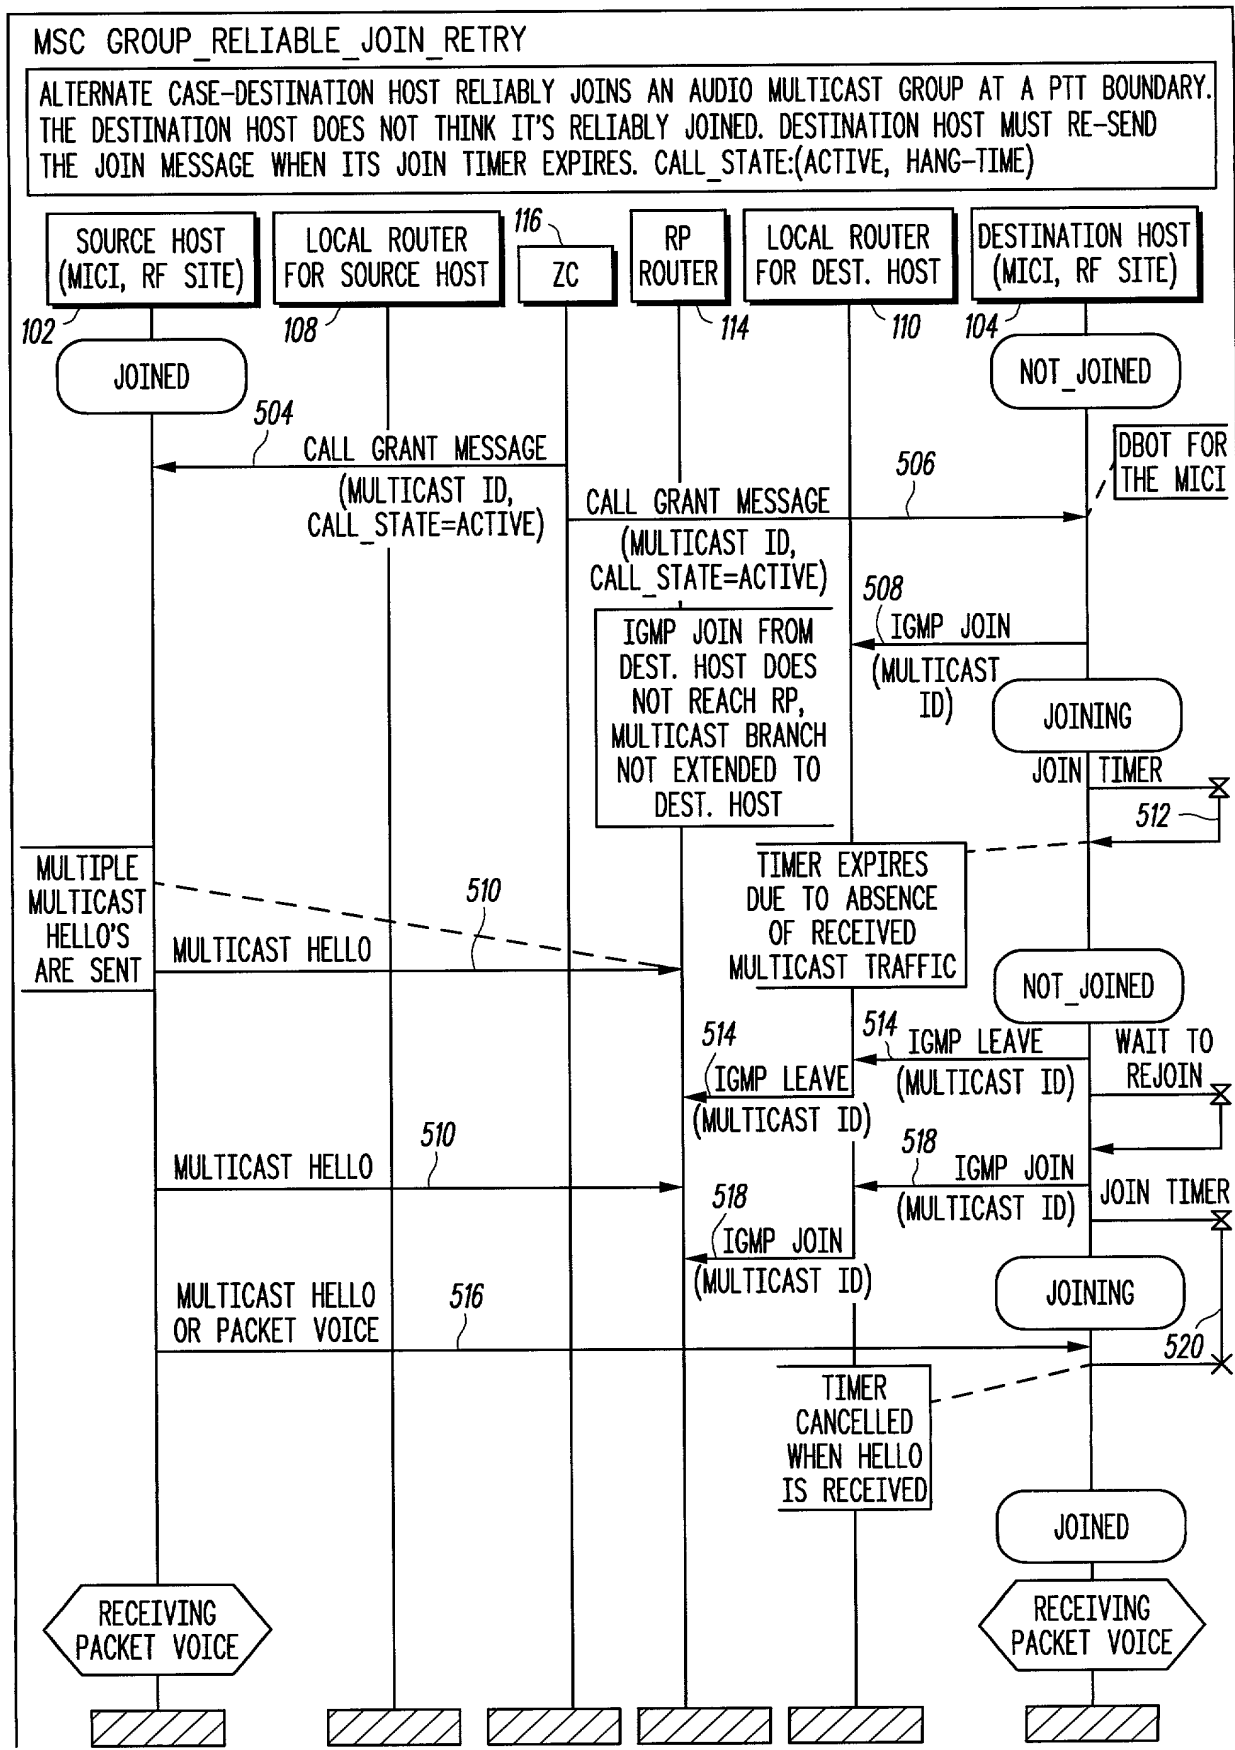 MSC GROUP_RELIABLE_JOIN_RETRY
ALTERNATE CASE-DESTINATION HOST RELIABLY JOINS AN AUDIO MULTICAST GROUP AT A PTT BOUNDARY.
THE DESTINATION HOST DOES NOT THINK IT'S RELIABLY JOINED. DESTINATION HOST MUST RE-SEND
THE JOIN MESSAGE WHEN ITS JOIN TIMER EXPIRES. CALL_STATE:(ACTIVE, HANG-TIME)
SOURCE HOST
(MICI, RF SITE)
102
LOCAL ROUTER
FOR SOURCE HOST
108
116
ZC
RP
ROUTER
114
LOCAL ROUTER
FOR DEST. HOST
110
DESTINATION HOST
(MICI, RF SITE)
104
JOINED
NOT_JOINED
504
CALL GRANT MESSAGE
(MULTICAST ID,
CALL_STATE=ACTIVE)
DBOT FOR
THE MICI
506
CALL GRANT MESSAGE
(MULTICAST ID,
CALL_STATE=ACTIVE)
508
IGMP JOIN
(MULTICAST
ID)
IGMP JOIN FROM
DEST. HOST DOES
NOT REACH RP,
MULTICAST BRANCH
NOT EXTENDED TO
DEST. HOST
JOINING
JOIN TIMER
512
MULTIPLE
MULTICAST
HELLO'S
ARE SENT
510
MULTICAST HELLO
TIMER EXPIRES
DUE TO ABSENCE
OF RECEIVED
MULTICAST TRAFFIC
NOT_JOINED
514
IGMP LEAVE
(MULTICAST ID)
WAIT TO
REJOIN
514
IGMP LEAVE
(MULTICAST ID)
510
MULTICAST HELLO
518
IGMP JOIN
(MULTICAST ID)
JOIN TIMER
518
IGMP JOIN
(MULTICAST ID)
JOINING
MULTICAST HELLO
OR PACKET VOICE
516
520
TIMER
CANCELLED
WHEN HELLO
IS RECEIVED
JOINED
RECEIVING
PACKET VOICE
RECEIVING
PACKET VOICE